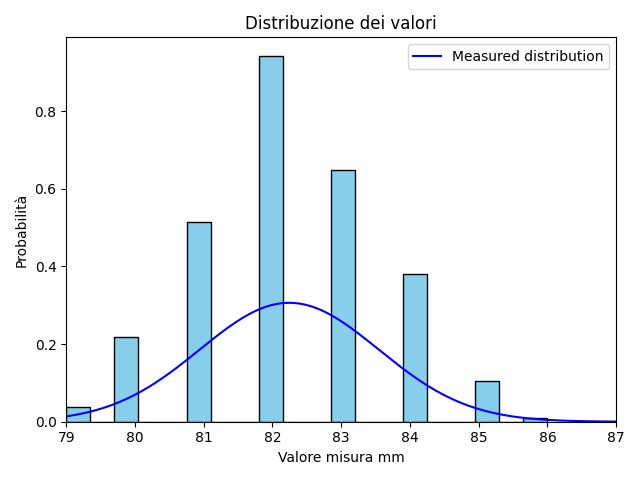 Distribuzione dei valori
Measured distribution
Probabilità
0.8
0.6
0.4
0.2
0.0
79 80 81 82 83 84 85 86 87
Valore misura mm